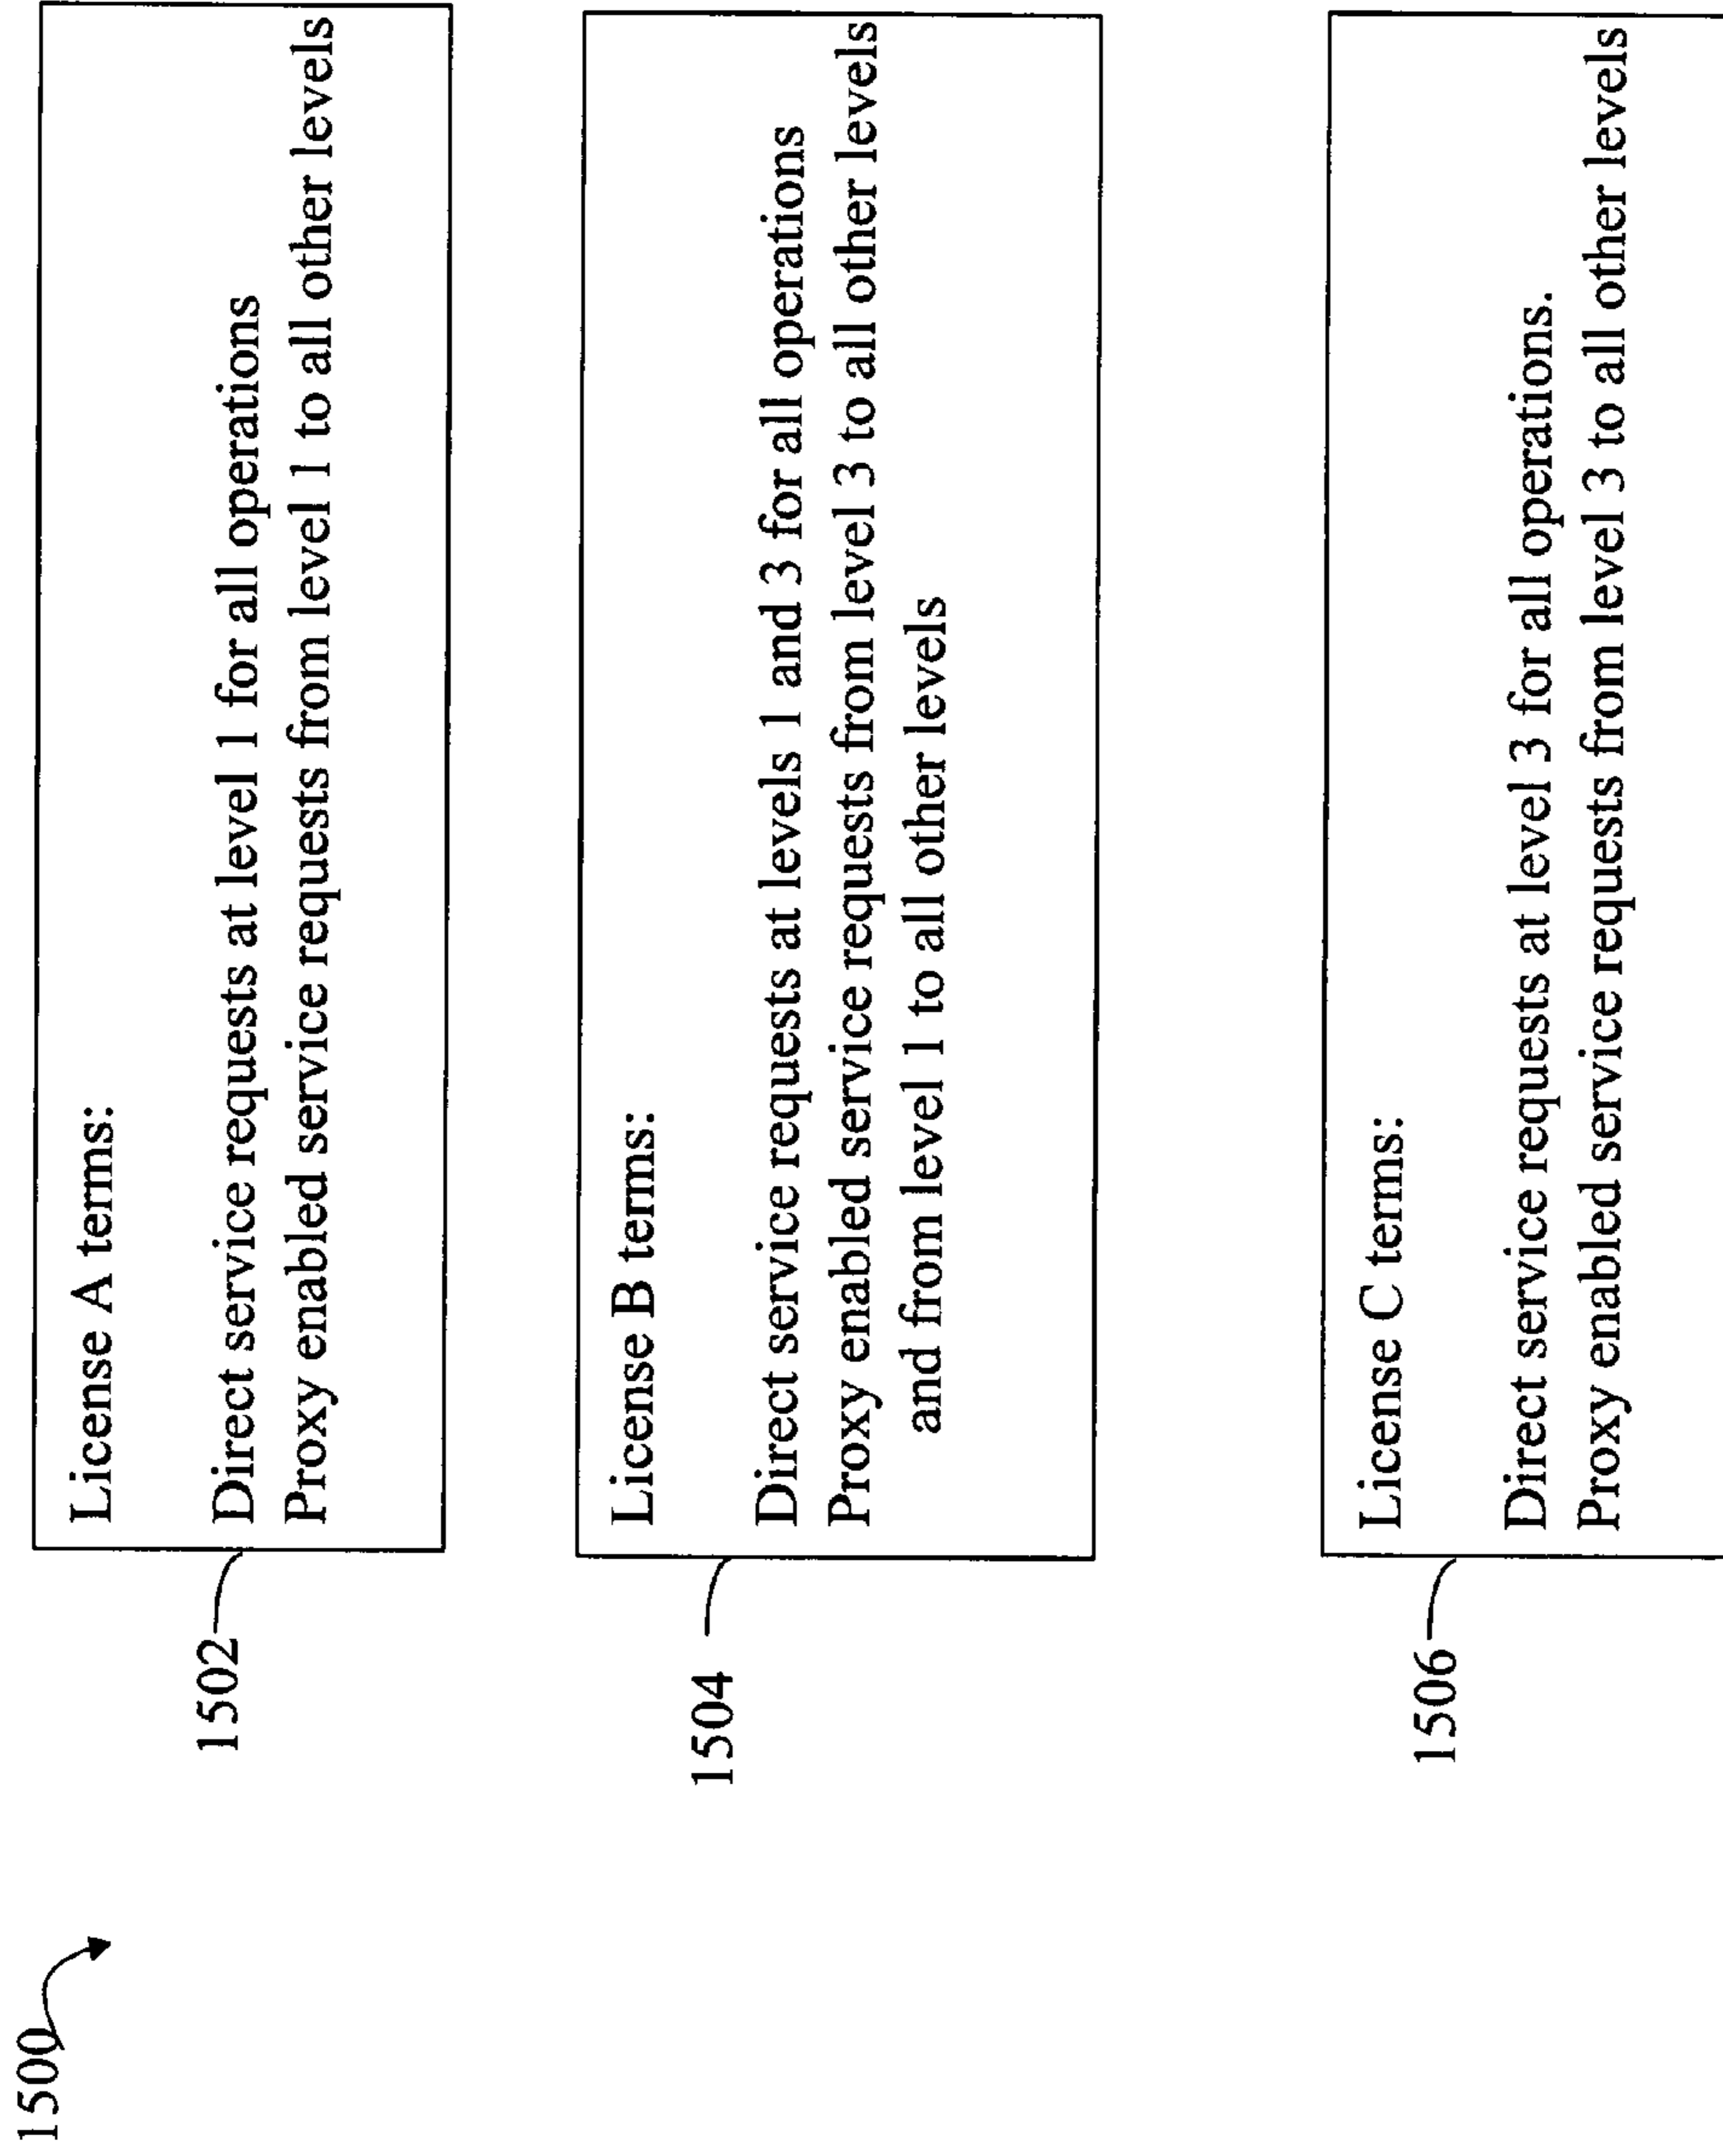 1500
1502
License A terms:
Direct service requests at level 1 for all operations
Proxy enabled service requests from level 1 to all other levels
1504
License B terms:
Direct service requests at levels 1 and 3 for all operations
Proxy enabled service requests from level 3 to all other levels
and from level 1 to all other levels
1506
License C terms:
Direct service requests at level 3 for all operations.
Proxy enabled service requests from level 3 to all other levels